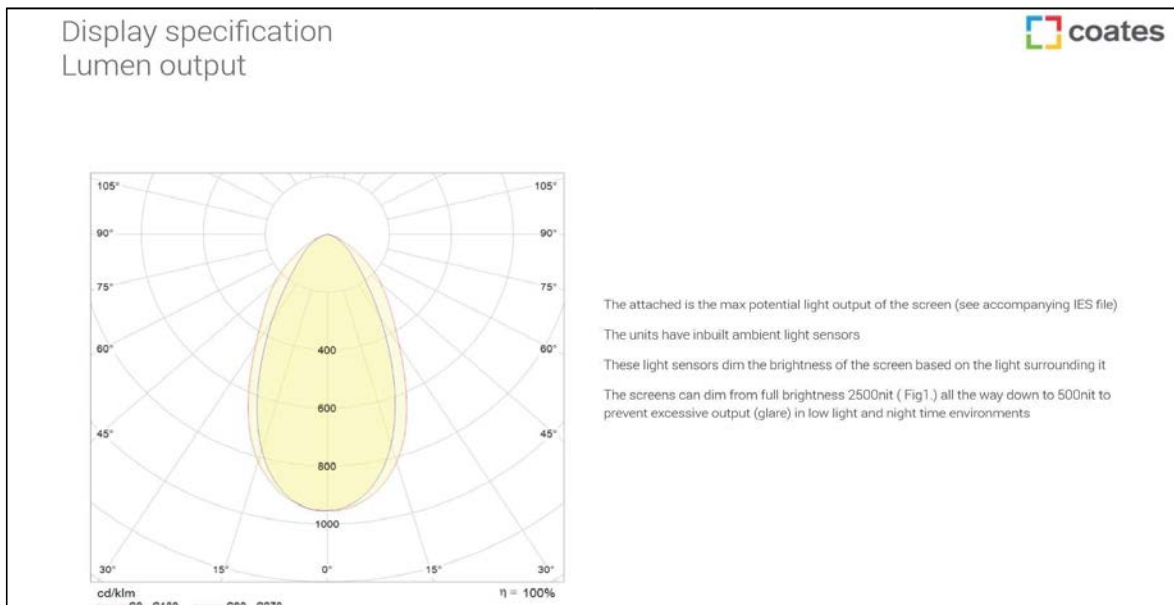 Display specification
Lumen output
coates
105° 105°
90° 90°
75° 75°
60° 60°
45° 45°
400
600
800
1000
30° 15° 0° 15° 30°
cd/klm η = 100%
The attached is the max potential light output of the screen (see accompanying IES file)
The units have inbuilt ambient light sensors
These light sensors dim the brightness of the screen based on the light surrounding it
The screens can dim from full brightness 2500nit ( Fig1.) all the way down to 500nit to
prevent excessive output (glare) in low light and night time environments